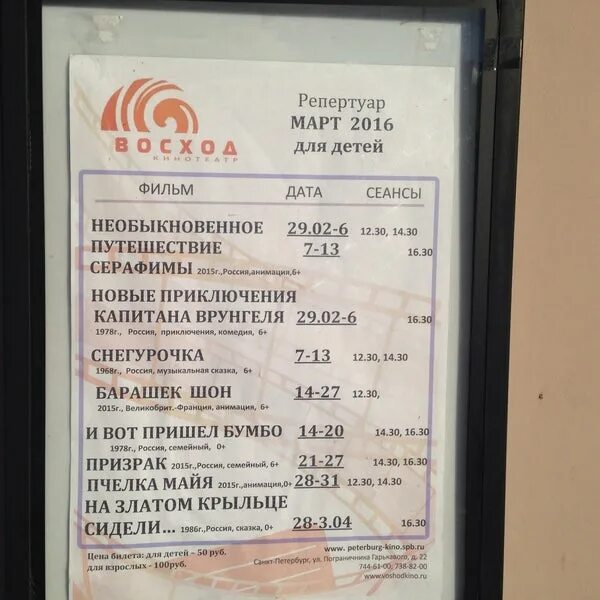 ВОСХОД
КИНОТЕАТР
Репертуар
МАРТ 2016
для детей
ФИЛЬМ ДАТА СЕАНСЫ
НЕОБЫКНОВЕННОЕ 29.02-6 12.30, 14.30
ПУТЕШЕСТВИЕ 7-13 16.30
СЕРАФИМЫ 2015г.,Россия,анимация,6+
НОВЫЕ ПРИКЛЮЧЕНИЯ
КАПИТАНА ВРУНГЕЛЯ 29.02-6 16.30
1978г., Россия, приключения, комедия, 6+
СНЕГУРОЧКА 7-13 12.30, 14.30
1968г., Россия, музыкальная сказка, 6+
БАРАШЕК ШОН 14-27 12.30,
2015г., Великобрит.-Франция, анимация, 6+
И ВОТ ПРИШЕЛ БУМБО 14-20 14.30, 16.30
1978г., Россия, семейный, 0+
ПРИЗРАК 2015г.,Россия, семейный, 6+ 21-27 14.30, 16.30
ПЧЕЛКА МАЙЯ 2015г.,анимация,0+ 28-31 12.30, 14.30
НА ЗЛАТОМ КРЫЛЬЦЕ
СИДЕЛИ... 1986г.,Россия, сказка, 0+ 28-3.04 16.30
Цена билета: для детей – 50 руб.
для взрослых - 100руб.
www. peterburg-kino.spb.ru
Санкт-Петербург, ул. Пограничника Гарькавого, д. 22
744-61-00; 738-82-00
www.voshodkino.ru